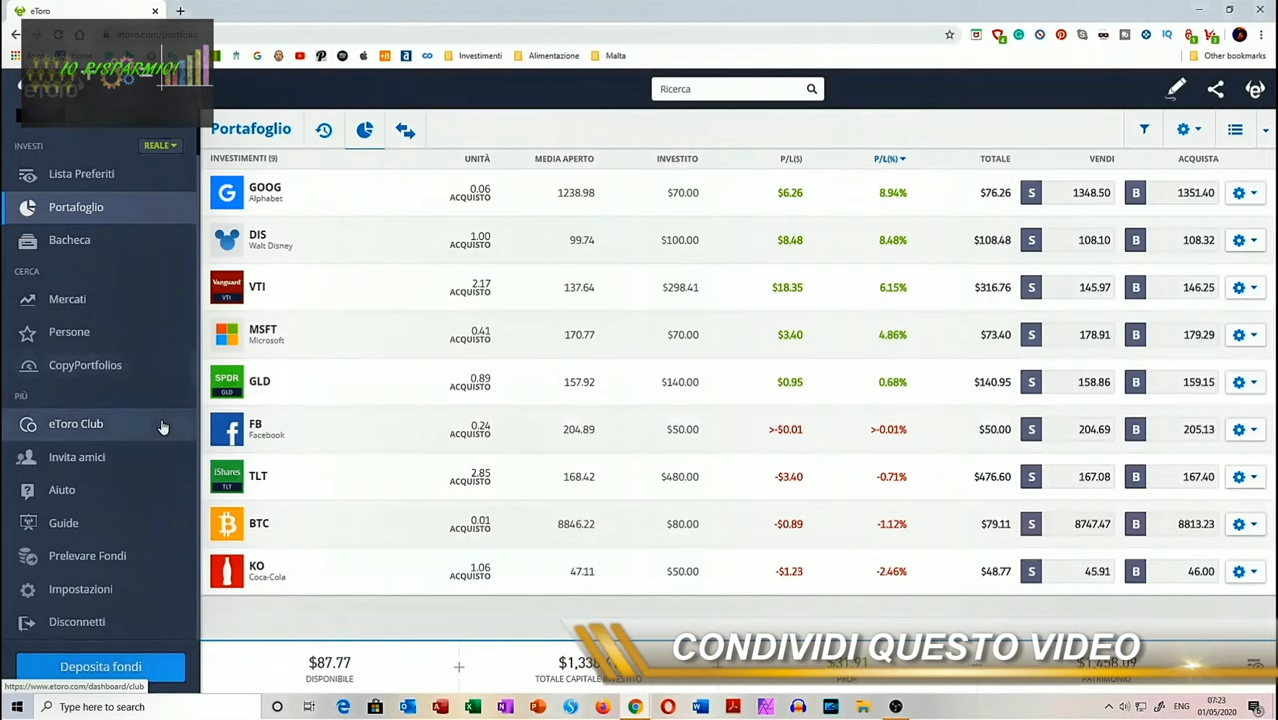 eToro
etoro.com/portfolio
Investimenti
Alimentazione
Malta
Other bookmarks
IO RISPARMIO!
eToro
Ricerca
INVESTI
REALE
Lista Preferiti
Portafoglio
Bacheca
CERCA
Mercati
Persone
CopyPortfolios
PIÙ
eToro Club
Invita amici
Aiuto
Guide
Prelevare Fondi
Impostazioni
Disconnetti
Deposita fondi
https://www.etoro.com/dashboard/club
Portafoglio
INVESTIMENTI (9) UNITÀ MEDIA APERTO INVESTITO P/L($) P/L(%) TOTALE VENDI ACQUISTA
GOOG 0.06 1238.98 $70.00 $6.26 8.94% $76.26 S 1348.50 B 1351.40
Alphabet ACQUISTO
DIS 1.00 99.74 $100.00 $8.48 8.48% $108.48 S 108.10 B 108.32
Walt Disney ACQUISTO
Vanguard VTI VTI 2.17 137.64 $298.41 $18.35 6.15% $316.76 S 145.97 B 146.25
ACQUISTO
MSFT 0.41 170.77 $70.00 $3.40 4.86% $73.40 S 178.91 B 179.29
Microsoft ACQUISTO
SPDR GLD GLD 0.89 157.92 $140.00 $0.95 0.68% $140.95 S 158.86 B 159.15
ACQUISTO
FB 0.24 204.89 $50.00 >-$0.01 >-0.01% $50.00 S 204.69 B 205.13
Facebook ACQUISTO
iShares TLT TLT 2.85 168.42 $480.00 -$3.40 -0.71% $476.60 S 167.08 B 167.40
ACQUISTO
BTC 0.01 8846.22 $80.00 -$0.89 -1.12% $79.11 S 8747.47 B 8813.23
ACQUISTO
KO 1.06 47.11 $50.00 -$1.23 -2.46% $48.77 S 45.91 B 46.00
Coca-Cola ACQUISTO
CONDIVIDI QUESTO VIDEO
$87.77
DISPONIBILE
TOTALE CAPITALE INVESTITO
PATRIMONIO
Type here to search
ENG
07:23
01/05/2020